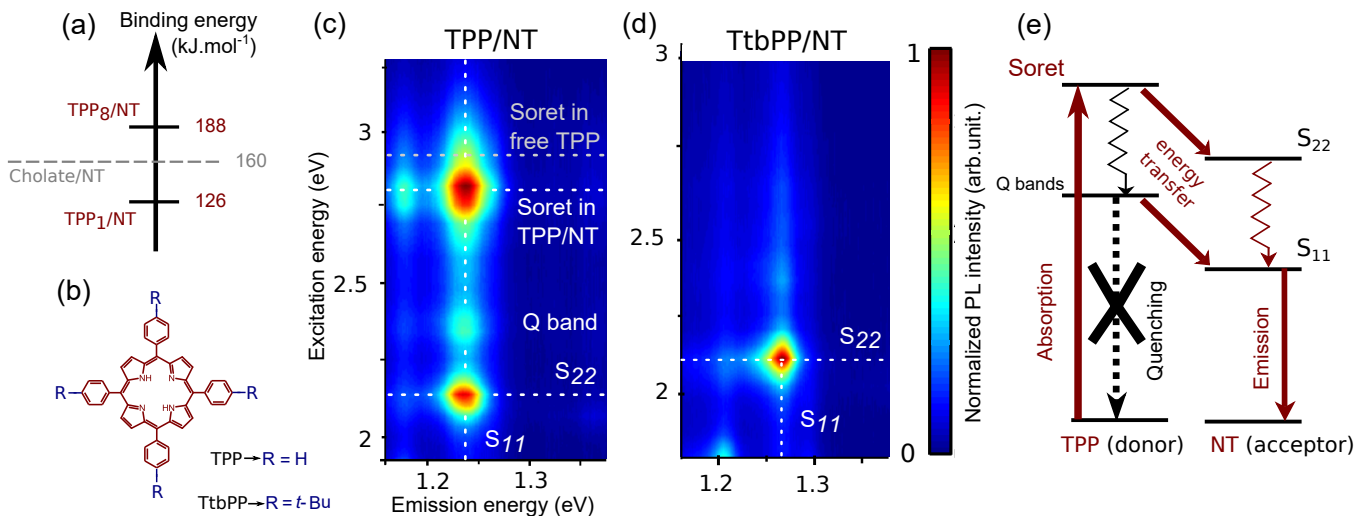 (a)
Binding energy
(kJ.mol⁻¹)
TPP₈/NT
188
160
Cholate/NT
126
TPP₁/NT
(b)
R
R
R
R
NH
N
N
HN
TPP→R = H
TtbPP→R = t-Bu
(c)
TPP/NT
Soret in
free TPP
Soret in
TPP/NT
Q band
S₂₂
S₁₁
3
2.5
2
1.2
1.3
Excitation energy (eV)
Emission energy (eV)
(d)
TtbPP/NT
S₂₂
S₁₁
3
2.5
2
1.2
1.3
1
0
Normalized PL intensity (arb.unit.)
(e)
Soret
S₂₂
energy
transfer
Q bands
S₁₁
Absorption
Quenching
Emission
TPP (donor)
NT (acceptor)